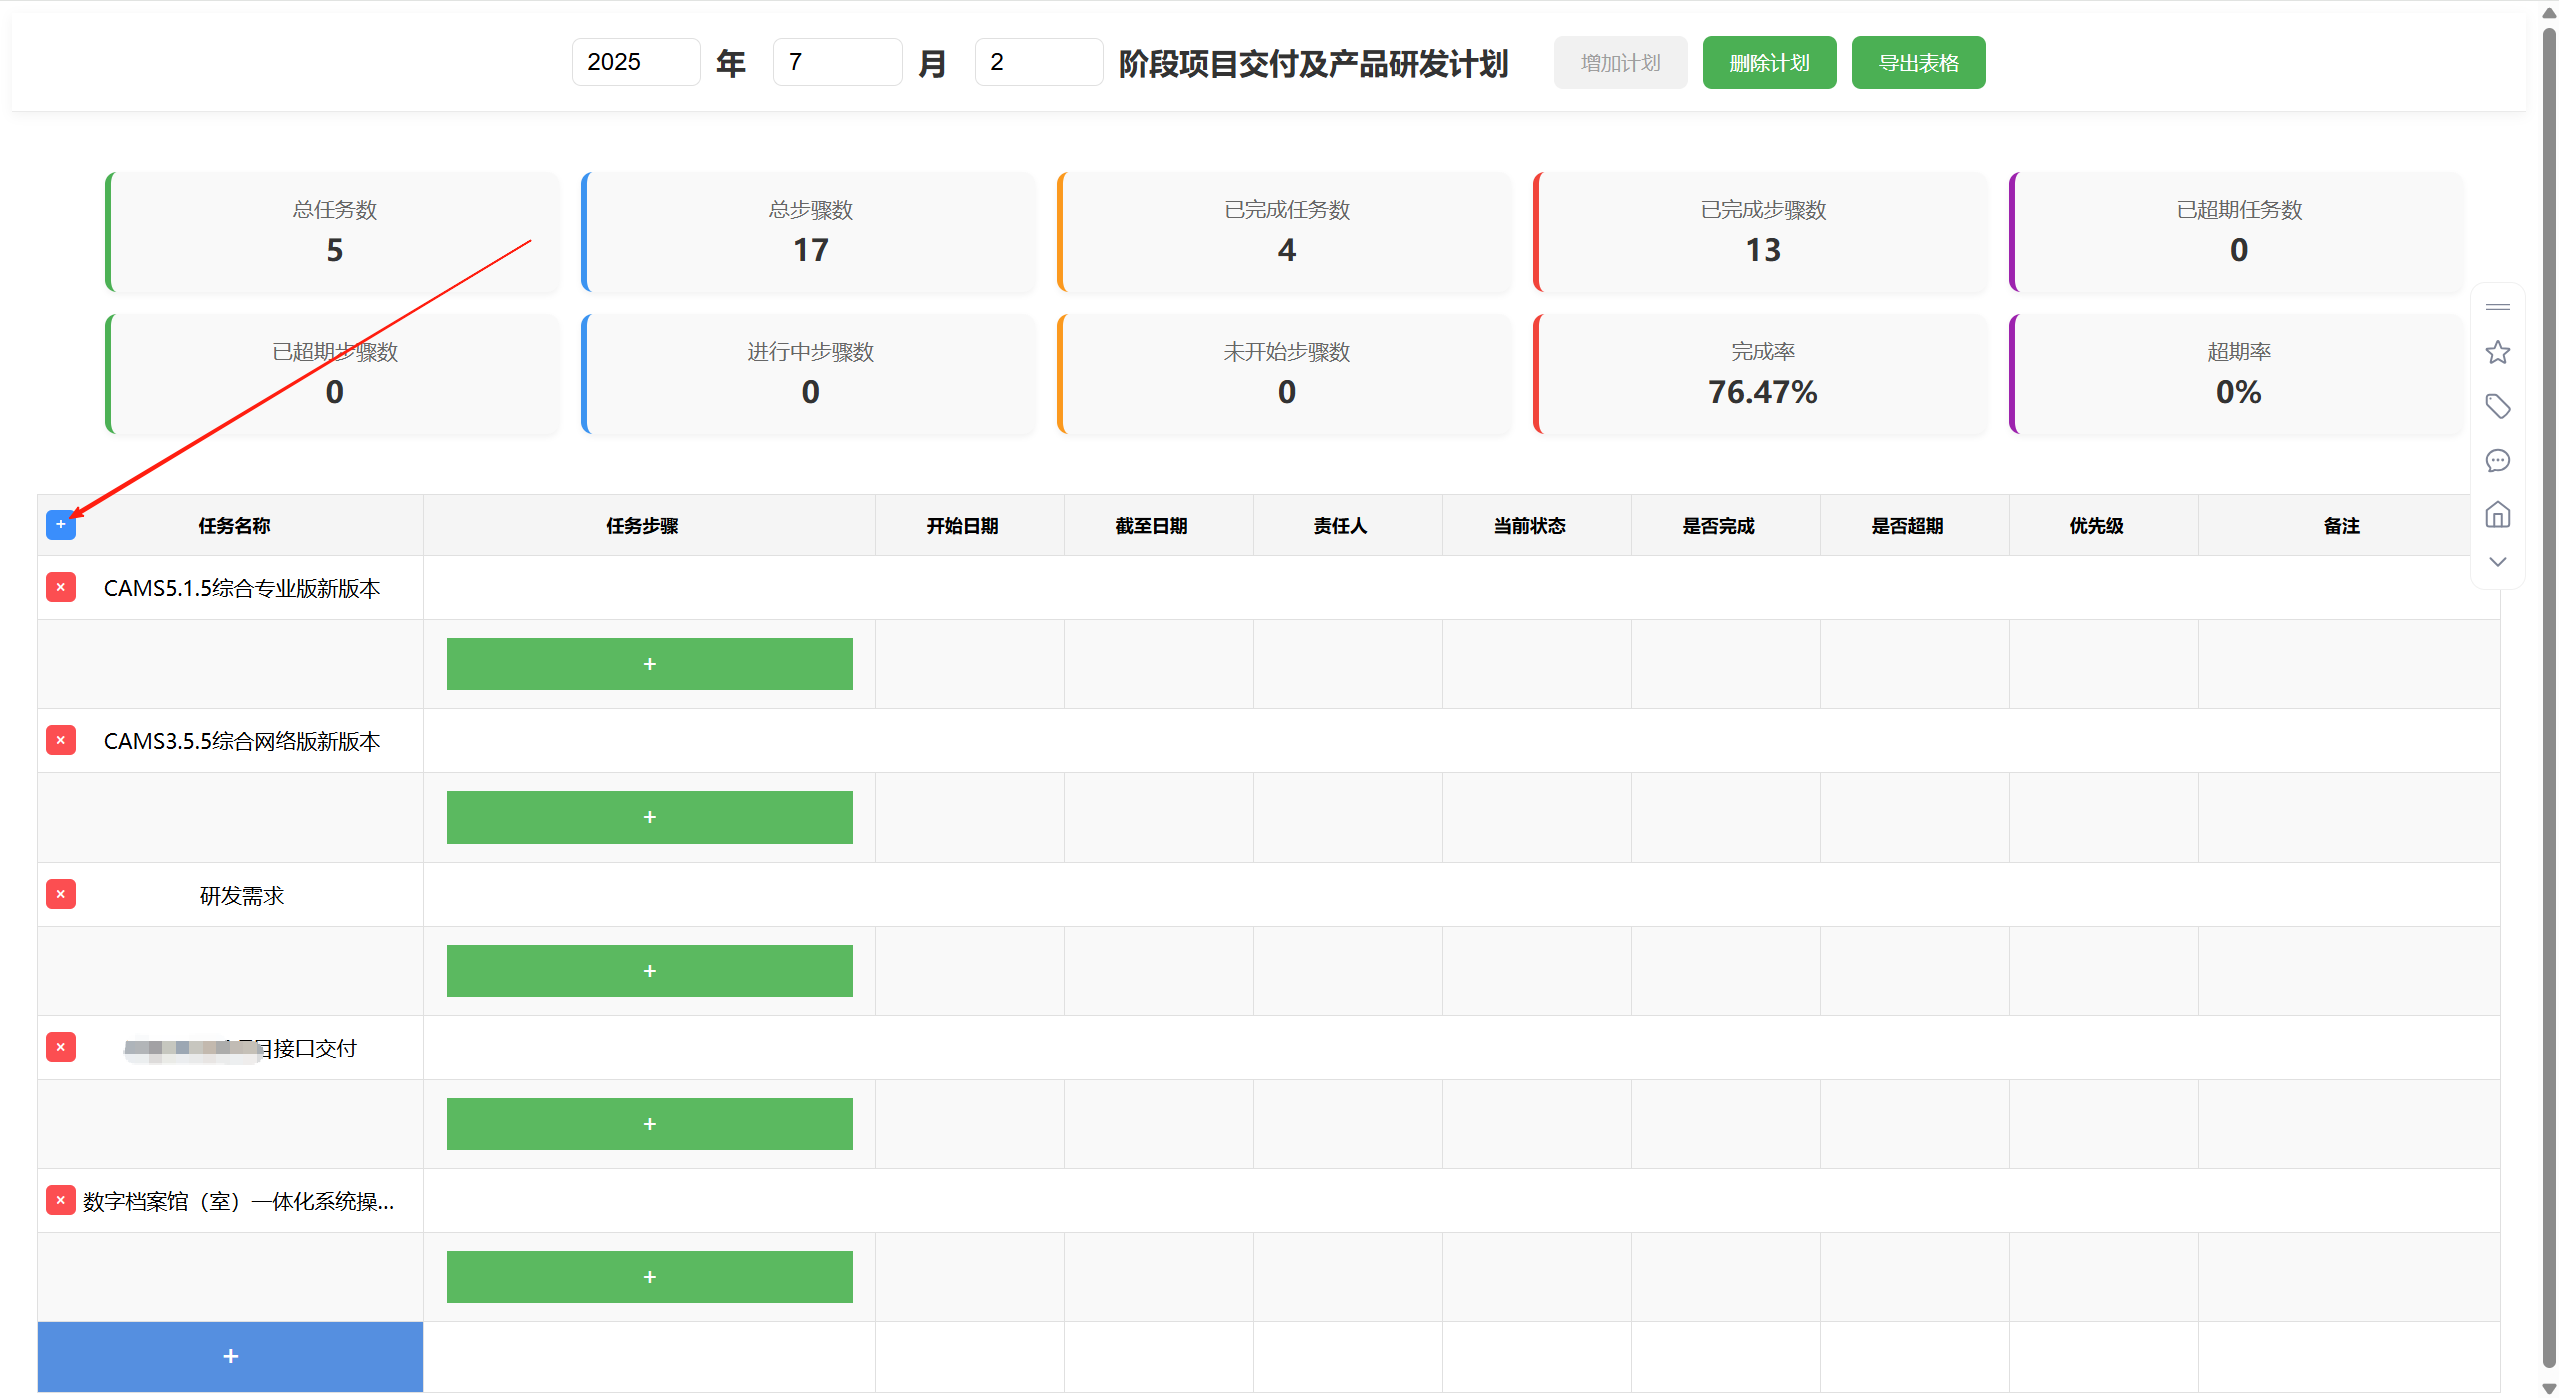 2025 年 7 月 2 阶段项目交付及产品研发计划 增加计划 删除计划 导出表格
总任务数 总步骤数 已完成任务数 已完成步骤数 已超期任务数
5 17 4 13 0
已超期步骤数 进行中步骤数 未开始步骤数 完成率 超期率
0 0 0 76.47% 0%
+ 任务名称 任务步骤 开始日期 截至日期 责任人 当前状态 是否完成 是否超期 优先级 备注
× CAMS5.1.5综合专业版新版本
+
× CAMS3.5.5综合网络版新版本
+
× 研发需求
+
× 目接口交付
+
× 数字档案馆（室）一体化系统操...
+
+